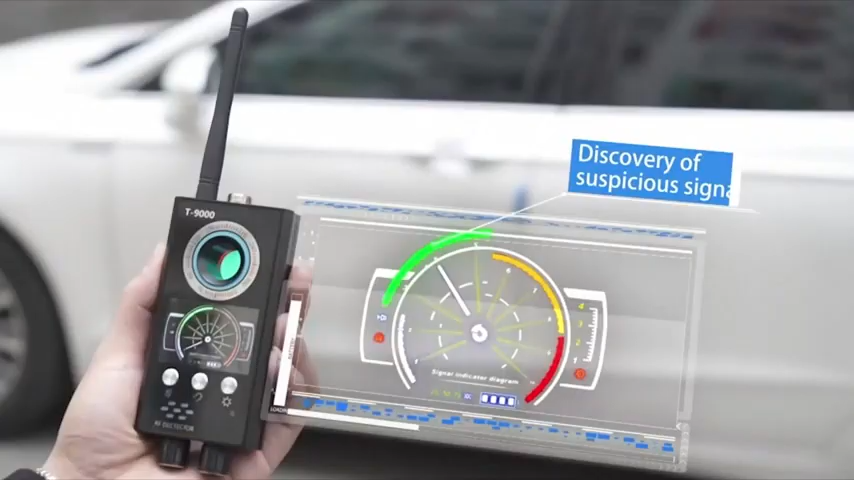 Discovery of
suspicious signa
T-9000
Signal indicator diagram
RF DETECTOR